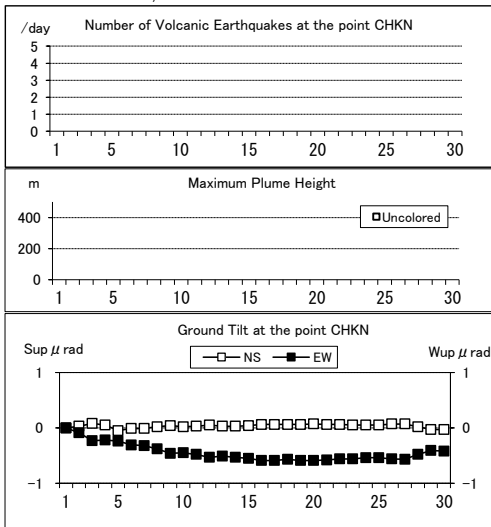 Number of Volcanic Earthquakes at the point CHKN
/day
5
4
3
2
1
0
1 5 10 15 20 25 30
m Maximum Plume Height
400
200
0
Uncolored
1 5 10 15 20 25 30
Ground Tilt at the point CHKN
Sup μ rad Wup μ rad
NS EW
1 1
0 0
-1 -1
1 5 10 15 20 25 30